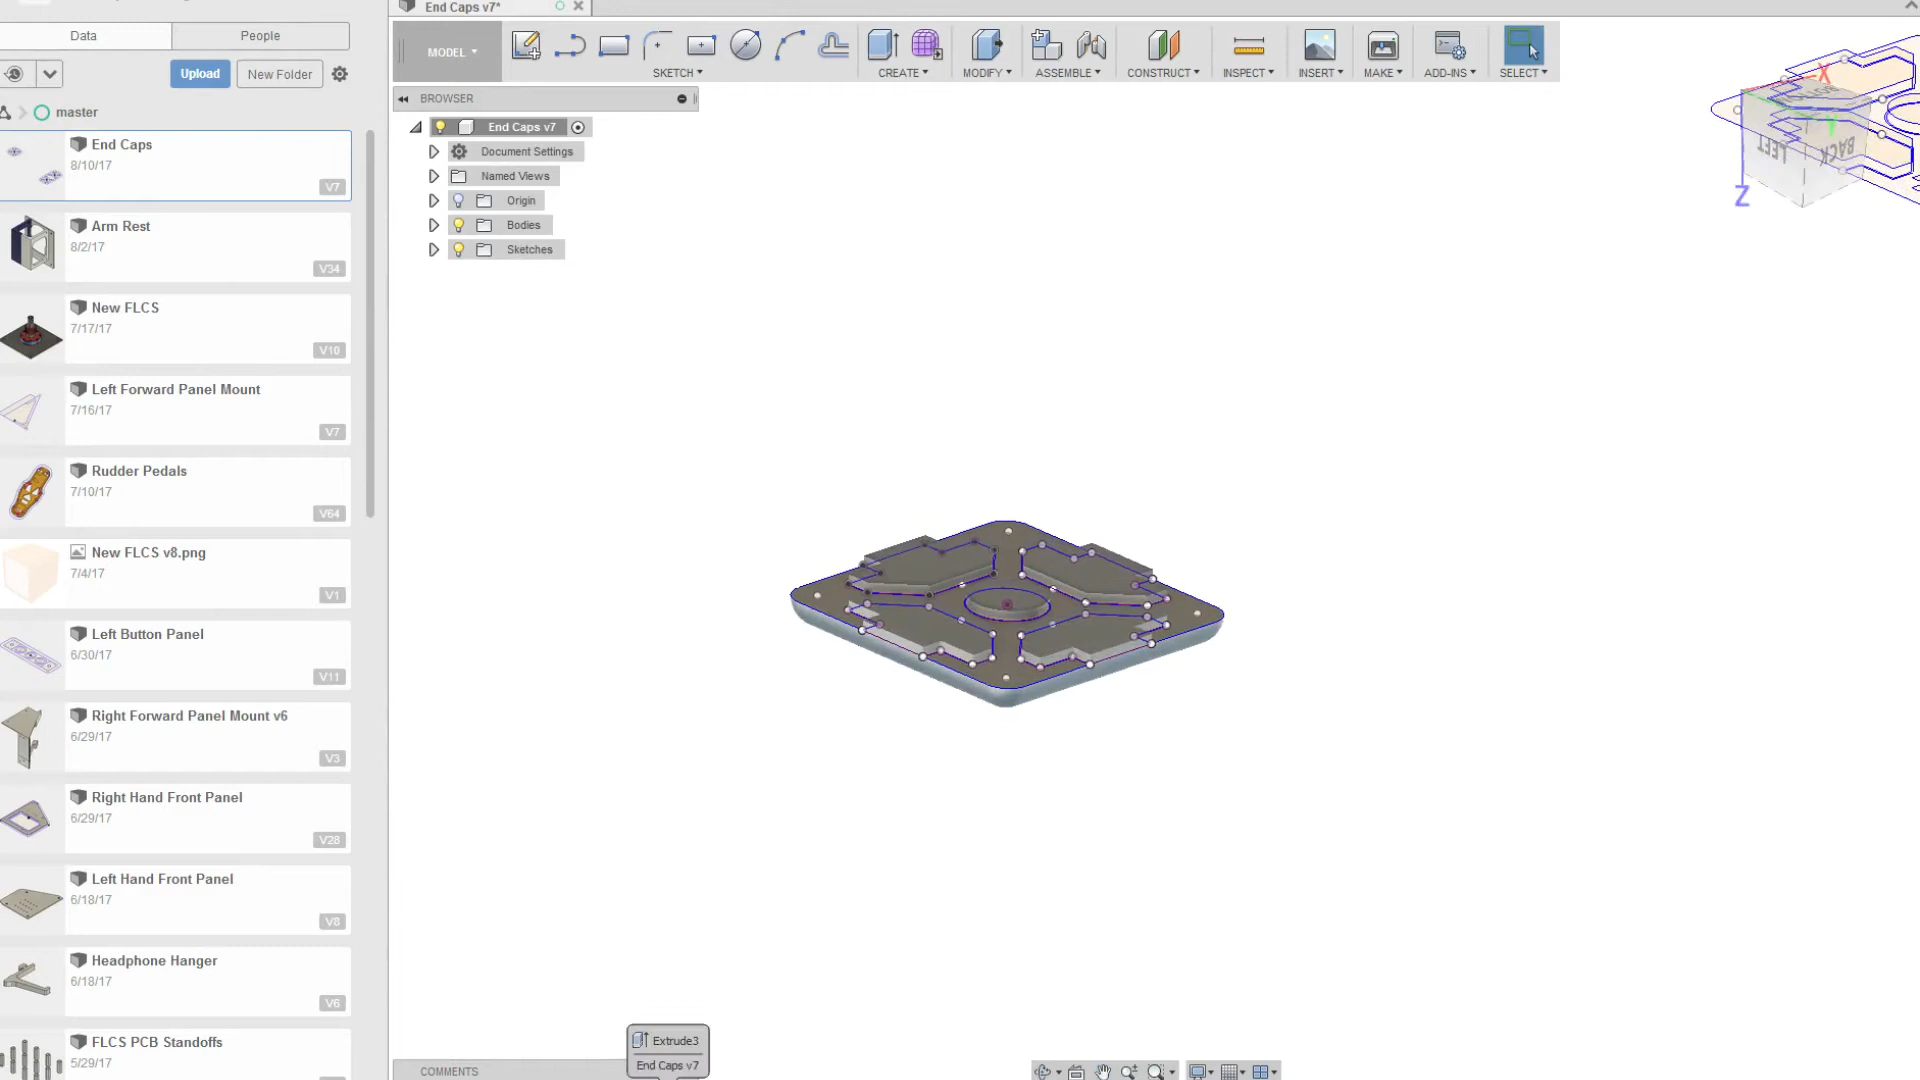 End Caps v7*
Data
People
Upload
New Folder
master
End Caps
8/10/17
V7
Arm Rest
8/2/17
V34
New FLCS
7/17/17
V10
Left Forward Panel Mount
7/16/17
V7
Rudder Pedals
7/10/17
V64
New FLCS v8.png
7/4/17
V1
Left Button Panel
6/30/17
V11
Right Forward Panel Mount v6
6/29/17
V3
Right Hand Front Panel
6/29/17
V28
Left Hand Front Panel
6/18/17
V8
Headphone Hanger
6/18/17
V6
FLCS PCB Standoffs
5/29/17
MODEL
SKETCH
CREATE
MODIFY
ASSEMBLE
CONSTRUCT
INSPECT
INSERT
MAKE
ADD-INS
SELECT
BROWSER
End Caps v7
Document Settings
Named Views
Origin
Bodies
Sketches
X
Y
LEFT
BACK
Z
Extrude3
End Caps v7
COMMENTS